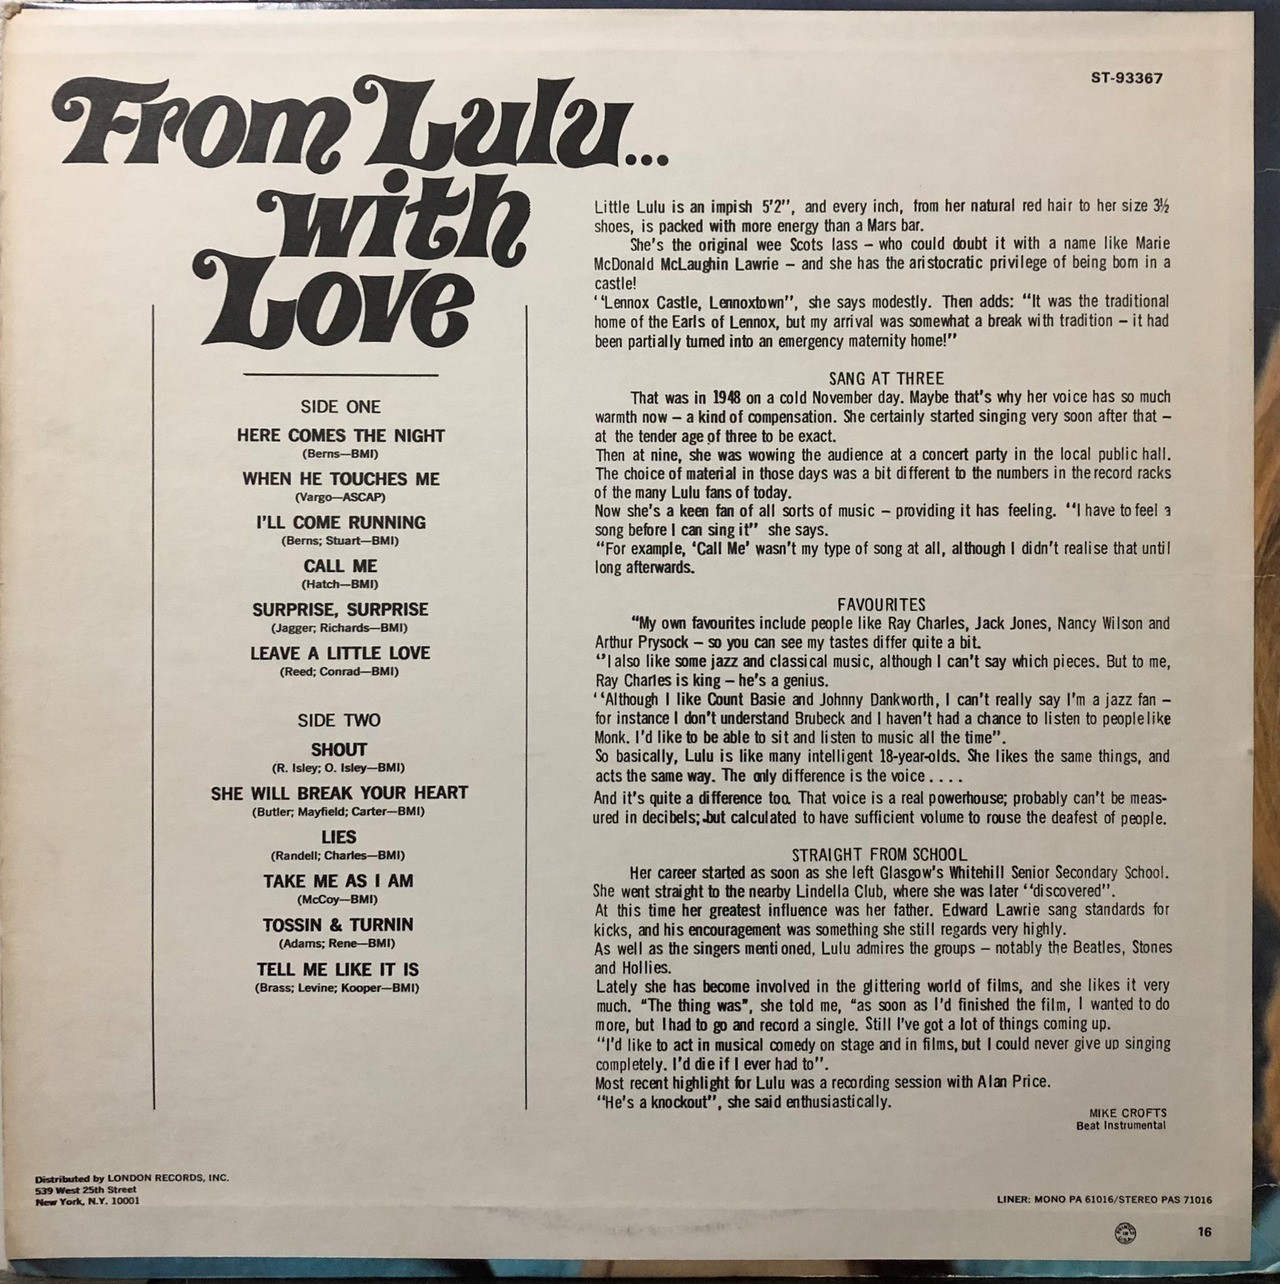 ST-93367
From Lulu...
with
Love
SIDE ONE
HERE COMES THE NIGHT
(Berns—BMI)
WHEN HE TOUCHES ME
(Vargo—ASCAP)
I'LL COME RUNNING
(Berns; Stuart—BMI)
CALL ME
(Hatch—BMI)
SURPRISE, SURPRISE
(Jagger; Richards—BMI)
LEAVE A LITTLE LOVE
(Reed; Conrad—BMI)
SIDE TWO
SHOUT
(R. Isley; O. Isley—BMI)
SHE WILL BREAK YOUR HEART
(Butler; Mayfield; Carter—BMI)
LIES
(Randell; Charles—BMI)
TAKE ME AS I AM
(McCoy—BMI)
TOSSIN & TURNIN
(Adams; Rene—BMI)
TELL ME LIKE IT IS
(Brass; Levine; Kooper—BMI)
Little Lulu is an impish 5'2", and every inch, from her natural red hair to her size 3½
shoes, is packed with more energy than a Mars bar.
She's the original wee Scots lass – who could doubt it with a name like Marie
McDonald McLaughin Lawrie – and she has the aristocratic privilege of being born in a
castle!
"Lennox Castle, Lennoxtown", she says modestly. Then adds: "It was the traditional
home of the Earls of Lennox, but my arrival was somewhat a break with tradition – it had
been partially turned into an emergency maternity home!"
SANG AT THREE
That was in 1948 on a cold November day. Maybe that's why her voice has so much
warmth now – a kind of compensation. She certainly started singing very soon after that –
at the tender age of three to be exact.
Then at nine, she was wowing the audience at a concert party in the local public hall.
The choice of material in those days was a bit different to the numbers in the record racks
of the many Lulu fans of today.
Now she's a keen fan of all sorts of music – providing it has feeling. "I have to feel a
song before I can sing it" she says.
"For example, 'Call Me' wasn't my type of song at all, although I didn't realise that until
long afterwards.
FAVOURITES
"My own favourites include people like Ray Charles, Jack Jones, Nancy Wilson and
Arthur Prysock – so you can see my tastes differ quite a bit.
"I also like some jazz and classical music, although I can't say which pieces. But to me,
Ray Charles is king – he's a genius.
"Although I like Count Basie and Johnny Dankworth, I can't really say I'm a jazz fan –
for instance I don't understand Brubeck and I haven't had a chance to listen to people like
Monk. I'd like to be able to sit and listen to music all the time".
So basically, Lulu is like many intelligent 18-year-olds. She likes the same things, and
acts the same way. The only difference is the voice . . . .
And it's quite a difference too. That voice is a real powerhouse; probably can't be meas-
ured in decibels; but calculated to have sufficient volume to rouse the deafest of people.
STRAIGHT FROM SCHOOL
Her career started as soon as she left Glasgow's Whitehill Senior Secondary School.
She went straight to the nearby Lindella Club, where she was later "discovered".
At this time her greatest influence was her father. Edward Lawrie sang standards for
kicks, and his encouragement was something she still regards very highly.
As well as the singers mentioned, Lulu admires the groups – notably the Beatles, Stones
and Hollies.
Lately she has become involved in the glittering world of films, and she likes it very
much. "The thing was", she told me, "as soon as I'd finished the film, I wanted to do
more, but I had to go and record a single. Still I've got a lot of things coming up.
"I'd like to act in musical comedy on stage and in films, but I could never give up singing
completely. I'd die if I ever had to".
Most recent highlight for Lulu was a recording session with Alan Price.
"He's a knockout", she said enthusiastically.
MIKE CROFTS
Beat Instrumental
Distributed by LONDON RECORDS, INC.
539 West 25th Street
New York, N.Y. 10001
LINER: MONO PA 61016/STEREO PAS 71016
PRINTED IN U.S.A.
16